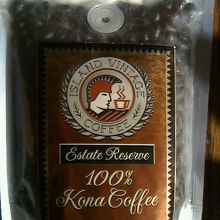 ISLAND VINTAGE
COFFEE
Estate Reserve
100%
Kona Coffee